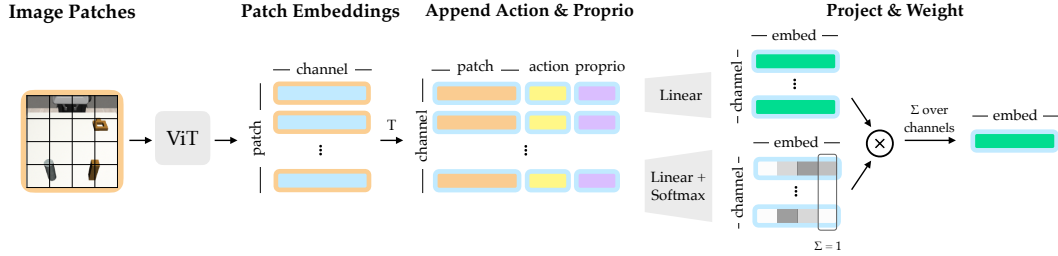 Image Patches
Patch Embeddings
Append Action & Proprio
Project & Weight
ViT
channel
patch
T
patch
action
proprio
channel
Linear
Linear +
Softmax
embed
channel
embed
channel
Σ = 1
×
Σ over
channels
embed